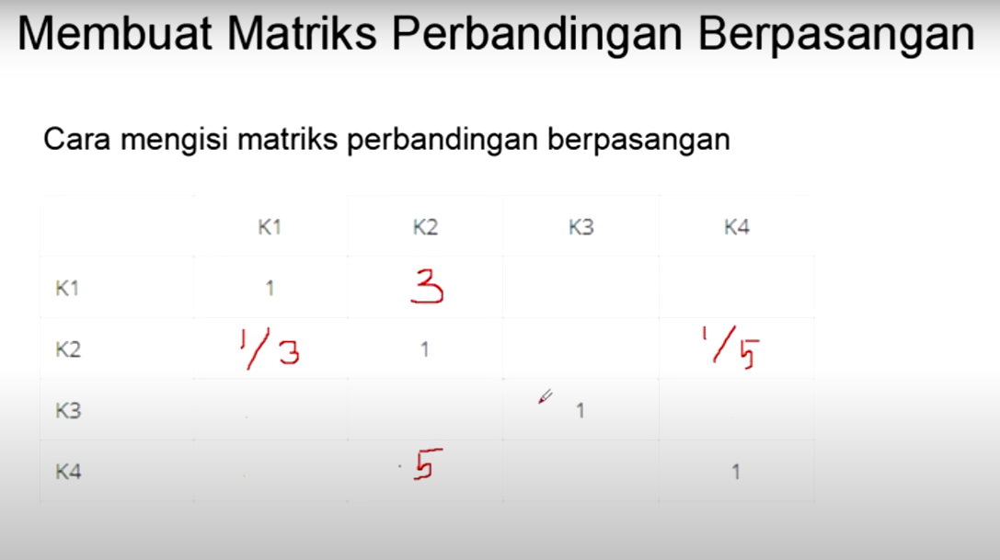 Membuat Matriks Perbandingan Berpasangan
Cara mengisi matriks perbandingan berpasangan
K1 K2 K3 K4
K1 1 3
K2 1/3 1 1/5
K3 1
K4 5 1